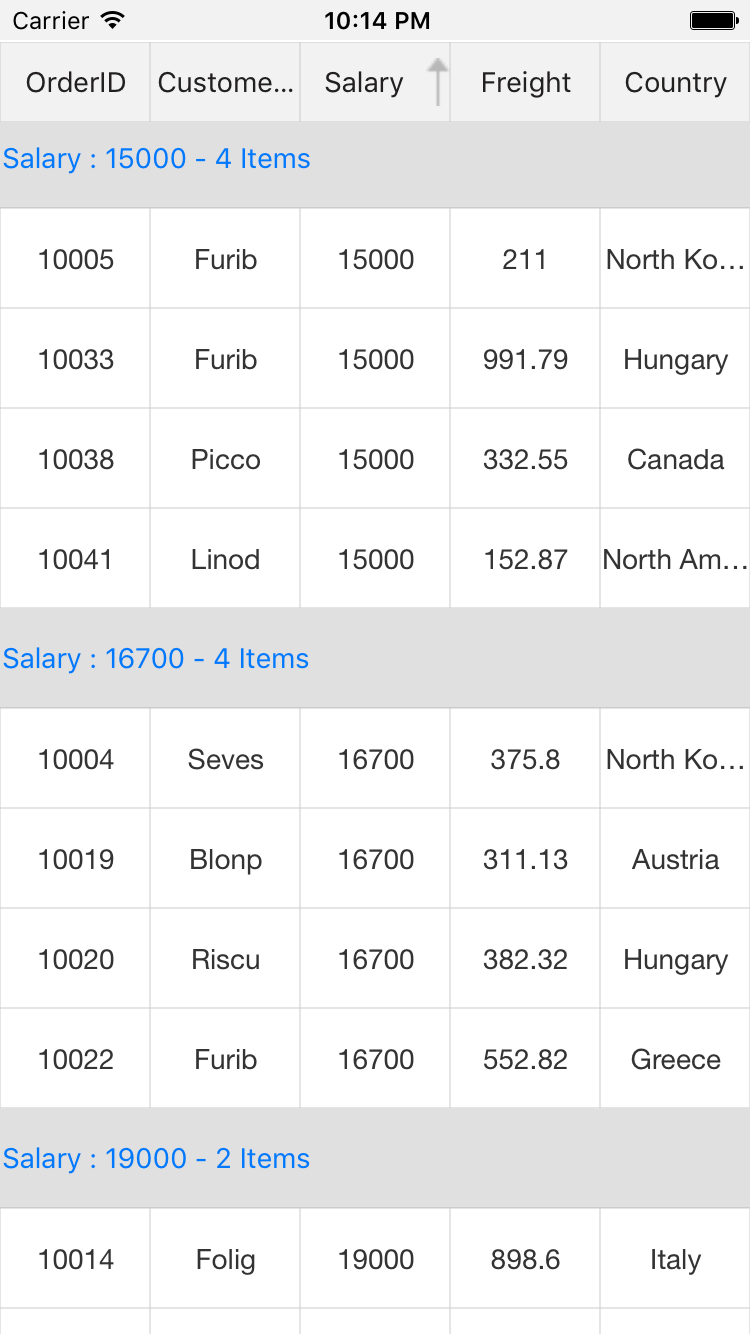 Carrier 10:14 PM
OrderID Custome... Salary Freight Country
Salary : 15000 - 4 Items
10005 Furib 15000 211 North Ko...
10033 Furib 15000 991.79 Hungary
10038 Picco 15000 332.55 Canada
10041 Linod 15000 152.87 North Am...
Salary : 16700 - 4 Items
10004 Seves 16700 375.8 North Ko...
10019 Blonp 16700 311.13 Austria
10020 Riscu 16700 382.32 Hungary
10022 Furib 16700 552.82 Greece
Salary : 19000 - 2 Items
10014 Folig 19000 898.6 Italy